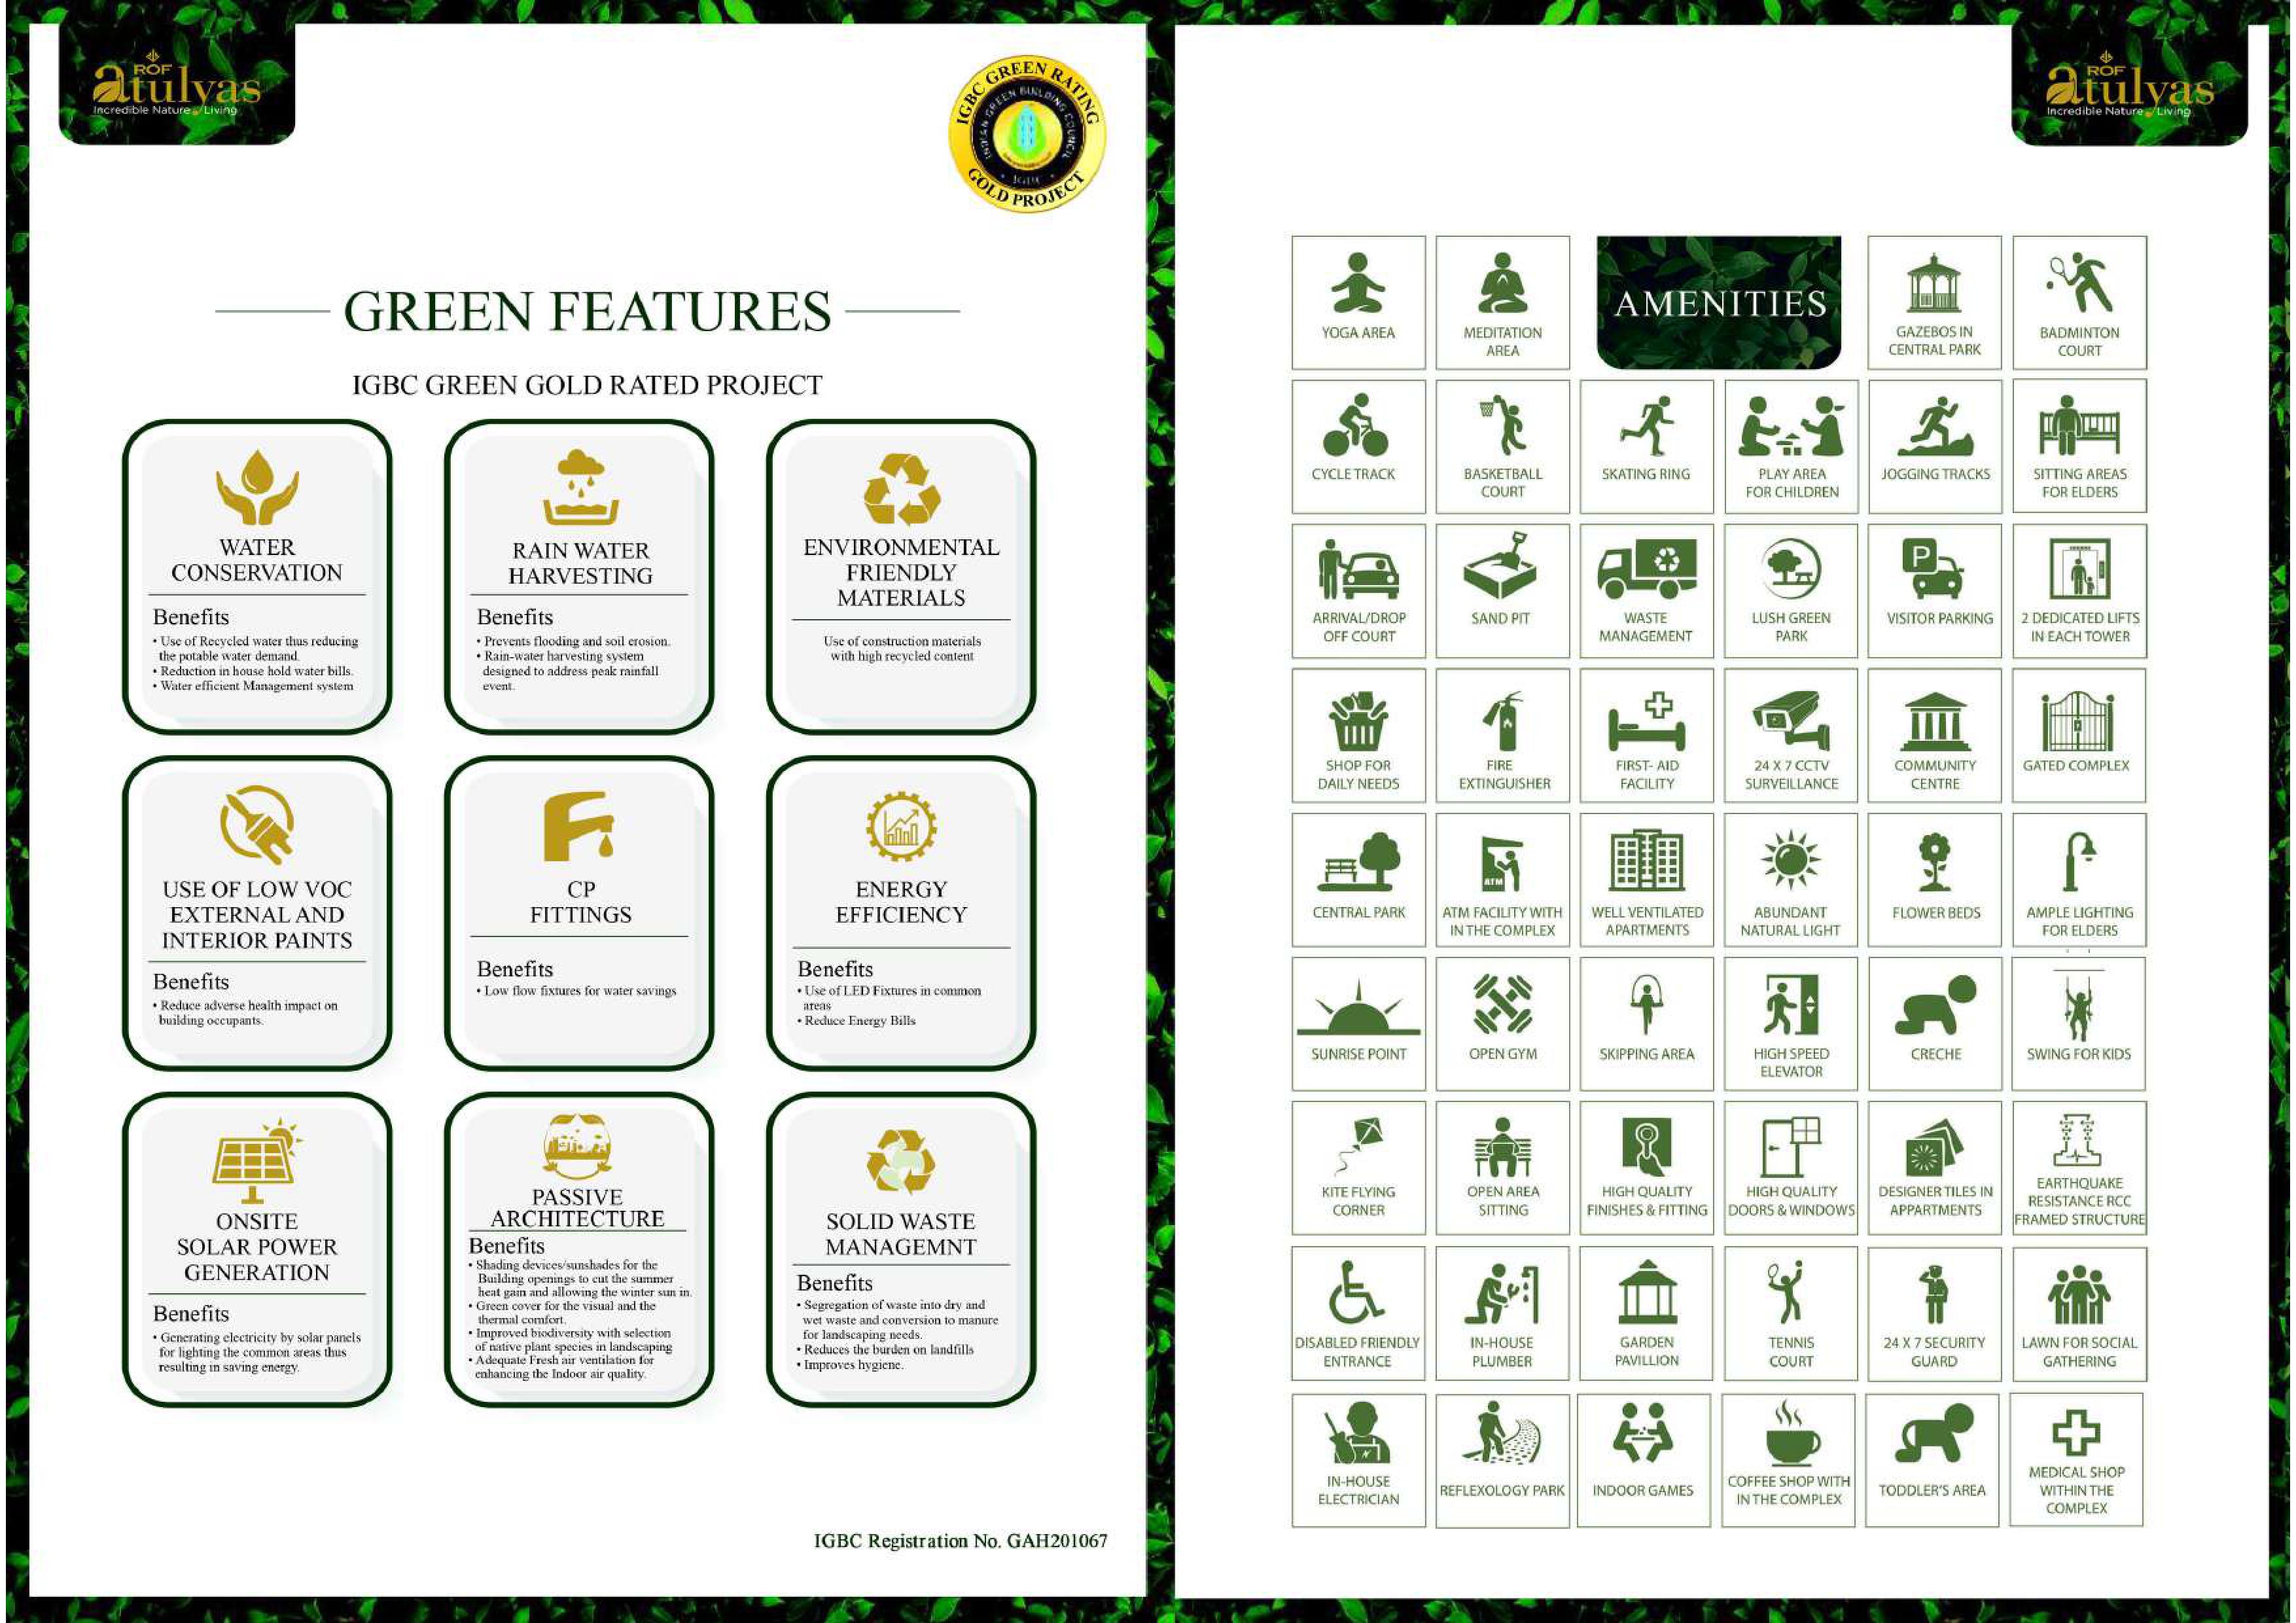 ROF
atulyas
Incredible Nature Living
IGBC GREEN RATING
INDIAN GREEN BUILDING COUNCIL
IGBC
GOLD PROJECT
GREEN FEATURES
IGBC GREEN GOLD RATED PROJECT
WATER
CONSERVATION
Benefits
• Use of Recycled water thus reducing
the potable water demand.
• Reduction in house hold water bills.
• Water efficient Management system
RAIN WATER
HARVESTING
Benefits
• Prevents flooding and soil erosion.
• Rain-water harvesting system
designed to address peak rainfall
event.
ENVIRONMENTAL
FRIENDLY
MATERIALS
Use of construction materials
with high recycled content
USE OF LOW VOC
EXTERNAL AND
INTERIOR PAINTS
Benefits
• Reduce adverse health impact on
building occupants.
CP
FITTINGS
Benefits
• Low flow fixtures for water savings
ENERGY
EFFICIENCY
Benefits
• Use of LED Fixtures in common
areas
• Reduce Energy Bills
ONSITE
SOLAR POWER
GENERATION
Benefits
• Generating electricity by solar panels
for lighting the common areas thus
resulting in saving energy.
PASSIVE
ARCHITECTURE
Benefits
• Shading devices/sunshades for the
Building openings to cut the summer
heat gain and allowing the winter sun in.
• Green cover for the visual and the
thermal comfort.
• Improved biodiversity with selection
of native plant species in landscaping
• Adequate Fresh air ventilation for
enhancing the Indoor air quality.
SOLID WASTE
MANAGEMNT
Benefits
• Segregation of waste into dry and
wet waste and conversion to manure
for landscaping needs.
• Reduces the burden on landfills
• Improves hygiene.
IGBC Registration No. GAH201067
ROF
atulyas
Incredible Nature Living
YOGA AREA
MEDITATION
AREA
AMENITIES
GAZEBOS IN
CENTRAL PARK
BADMINTON
COURT
CYCLE TRACK
BASKETBALL
COURT
SKATING RING
PLAY AREA
FOR CHILDREN
JOGGING TRACKS
SITTING AREAS
FOR ELDERS
ARRIVAL/DROP
OFF COURT
SAND PIT
WASTE
MANAGEMENT
LUSH GREEN
PARK
P
VISITOR PARKING
2 DEDICATED LIFTS
IN EACH TOWER
SHOP FOR
DAILY NEEDS
FIRE
EXTINGUISHER
FIRST- AID
FACILITY
24 X 7 CCTV
SURVEILLANCE
COMMUNITY
CENTRE
GATED COMPLEX
CENTRAL PARK
ATM
ATM FACILITY WITH
IN THE COMPLEX
WELL VENTILATED
APARTMENTS
ABUNDANT
NATURAL LIGHT
FLOWER BEDS
AMPLE LIGHTING
FOR ELDERS
SUNRISE POINT
OPEN GYM
SKIPPING AREA
HIGH SPEED
ELEVATOR
CRECHE
SWING FOR KIDS
KITE FLYING
CORNER
OPEN AREA
SITTING
HIGH QUALITY
FINISHES & FITTING
HIGH QUALITY
DOORS & WINDOWS
DESIGNER TILES IN
APPARTMENTS
EARTHQUAKE
RESISTANCE RCC
FRAMED STRUCTURE
DISABLED FRIENDLY
ENTRANCE
IN-HOUSE
PLUMBER
GARDEN
PAVILLION
TENNIS
COURT
24 X 7 SECURITY
GUARD
LAWN FOR SOCIAL
GATHERING
IN-HOUSE
ELECTRICIAN
REFLEXOLOGY PARK
INDOOR GAMES
COFFEE SHOP WITH
IN THE COMPLEX
TODDLER'S AREA
MEDICAL SHOP
WITHIN THE
COMPLEX